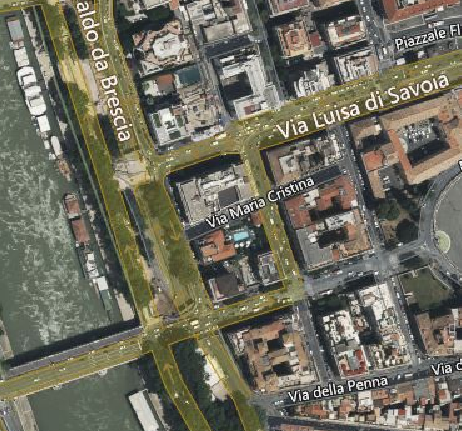 aldo da Brescia
Piazzale Fl
Via Luisa di Savoia
Via Maria Cristina
Via della Penna
Via d